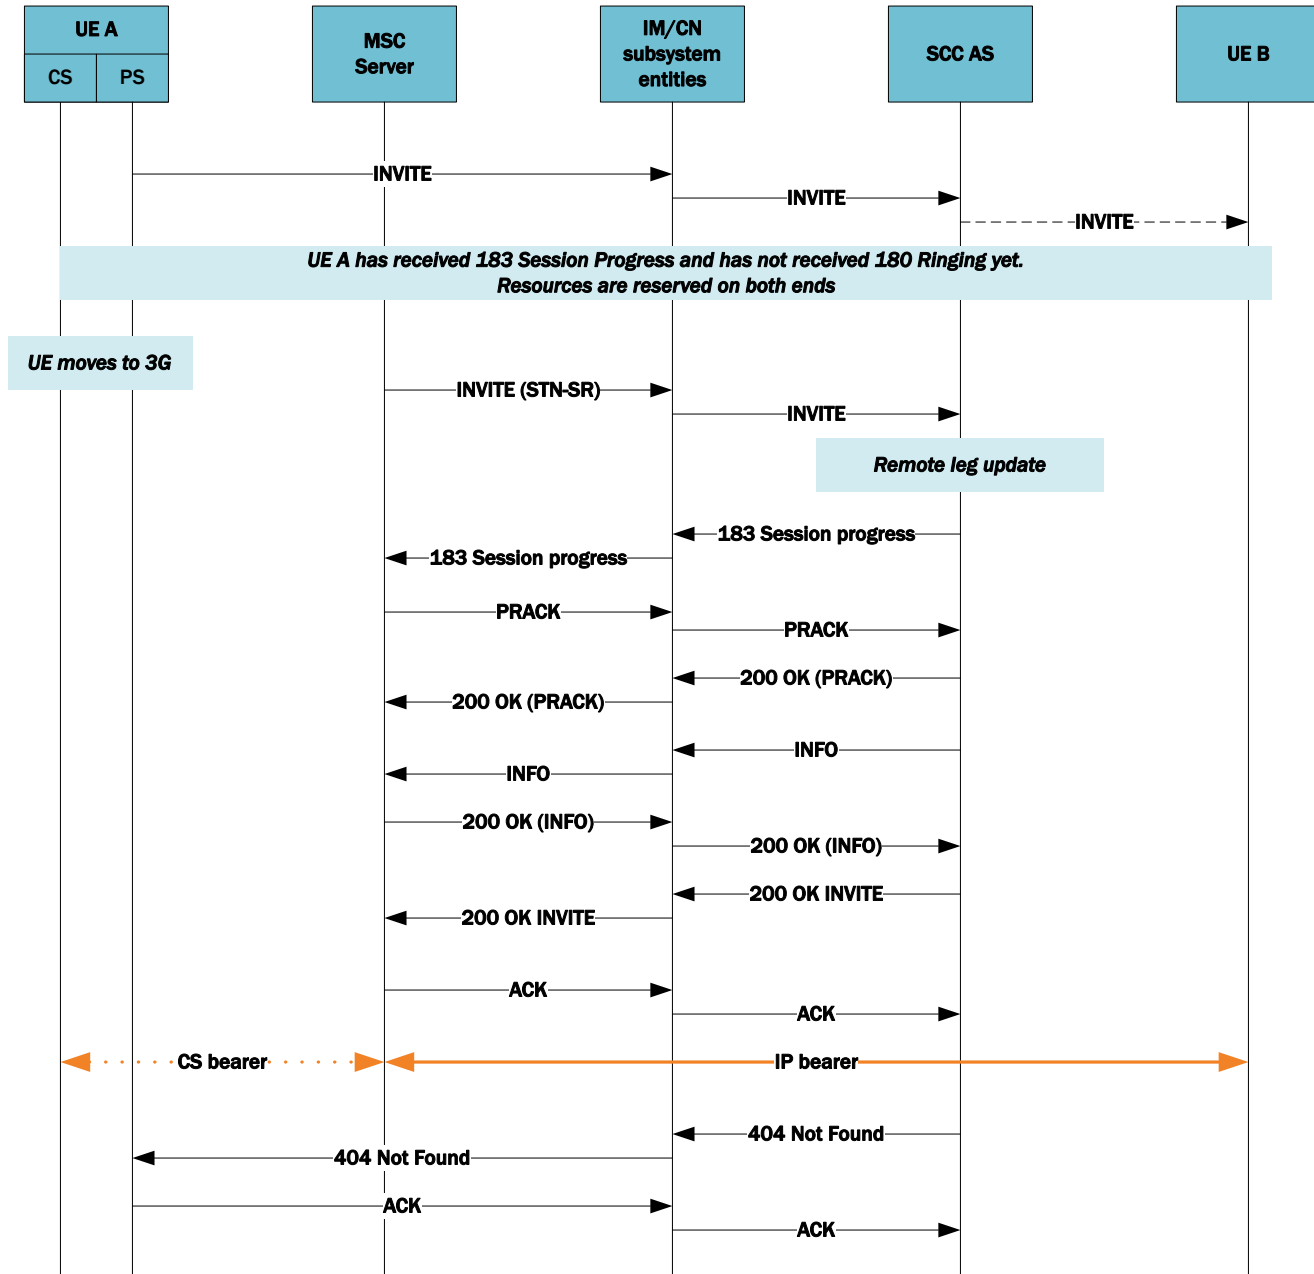 UE A
CS
PS
MSC
Server
IM/CN
subsystem
entities
SCC AS
UE B
INVITE
INVITE
INVITE
UE A has received 183 Session Progress and has not received 180 Ringing yet.
Resources are reserved on both ends
UE moves to 3G
INVITE (STN-SR)
INVITE
Remote leg update
183 Session progress
183 Session progress
PRACK
PRACK
200 OK (PRACK)
200 OK (PRACK)
INFO
INFO
200 OK (INFO)
200 OK (INFO)
200 OK INVITE
200 OK INVITE
ACK
ACK
CS bearer
IP bearer
404 Not Found
404 Not Found
ACK
ACK